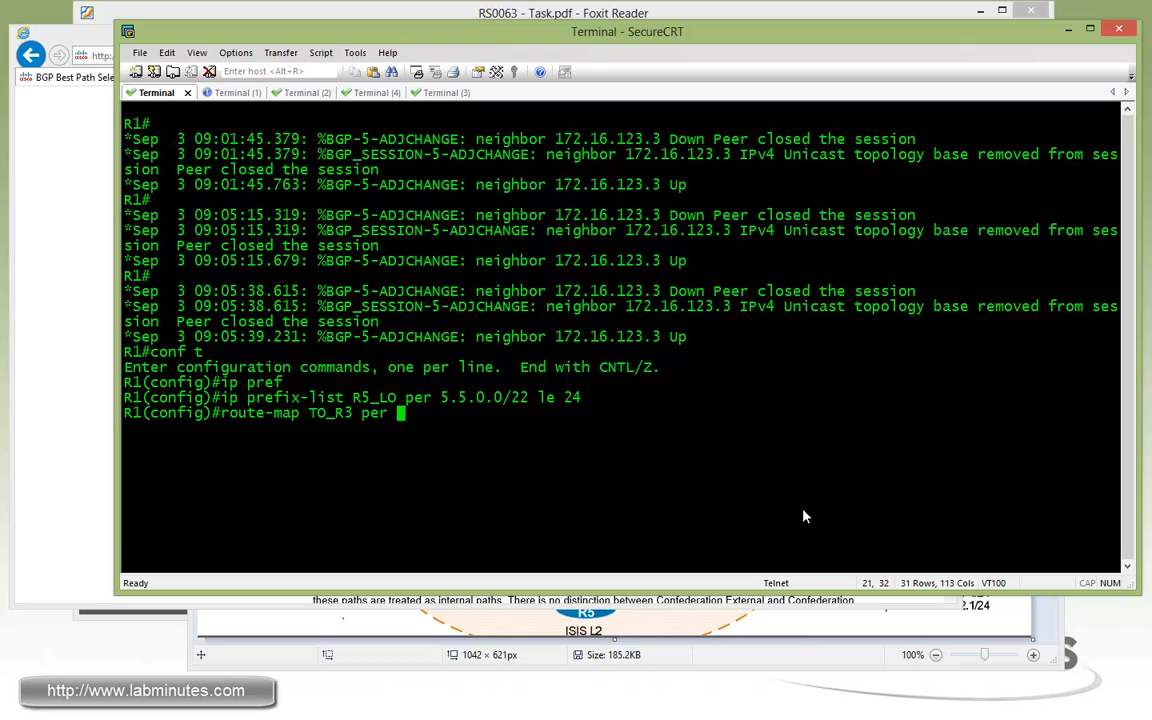 RS0063 - Task.pdf - Foxit Reader
Terminal - SecureCRT
File Edit View Options Transfer Script Tools Help
http:
Enter host <Alt+R>
BGP Best Path Sele
Terminal Terminal (1) Terminal (2) Terminal (4) Terminal (3)
R1#
*Sep  3 09:01:45.379: %BGP-5-ADJCHANGE: neighbor 172.16.123.3 Down Peer closed the session
*Sep  3 09:01:45.379: %BGP_SESSION-5-ADJCHANGE: neighbor 172.16.123.3 IPv4 Unicast topology base removed from ses
sion  Peer closed the session
*Sep  3 09:01:45.763: %BGP-5-ADJCHANGE: neighbor 172.16.123.3 Up
R1#
*Sep  3 09:05:15.319: %BGP-5-ADJCHANGE: neighbor 172.16.123.3 Down Peer closed the session
*Sep  3 09:05:15.319: %BGP_SESSION-5-ADJCHANGE: neighbor 172.16.123.3 IPv4 Unicast topology base removed from ses
sion  Peer closed the session
*Sep  3 09:05:15.679: %BGP-5-ADJCHANGE: neighbor 172.16.123.3 Up
R1#
*Sep  3 09:05:38.615: %BGP-5-ADJCHANGE: neighbor 172.16.123.3 Down Peer closed the session
*Sep  3 09:05:38.615: %BGP_SESSION-5-ADJCHANGE: neighbor 172.16.123.3 IPv4 Unicast topology base removed from ses
sion  Peer closed the session
*Sep  3 09:05:39.231: %BGP-5-ADJCHANGE: neighbor 172.16.123.3 Up
R1#conf t
Enter configuration commands, one per line.  End with CNTL/Z.
R1(config)#ip pref
R1(config)#ip prefix-list R5_LO per 5.5.0.0/22 le 24
R1(config)#route-map TO_R3 per
Ready Telnet 21, 32 31 Rows, 113 Cols VT100 CAP NUM
these paths are treated as internal paths. There is no distinction between Confederation External and Confederation
2.1/24
R5
ISIS L2
1042 × 621px Size: 185.2KB 100%
http://www.labminutes.com